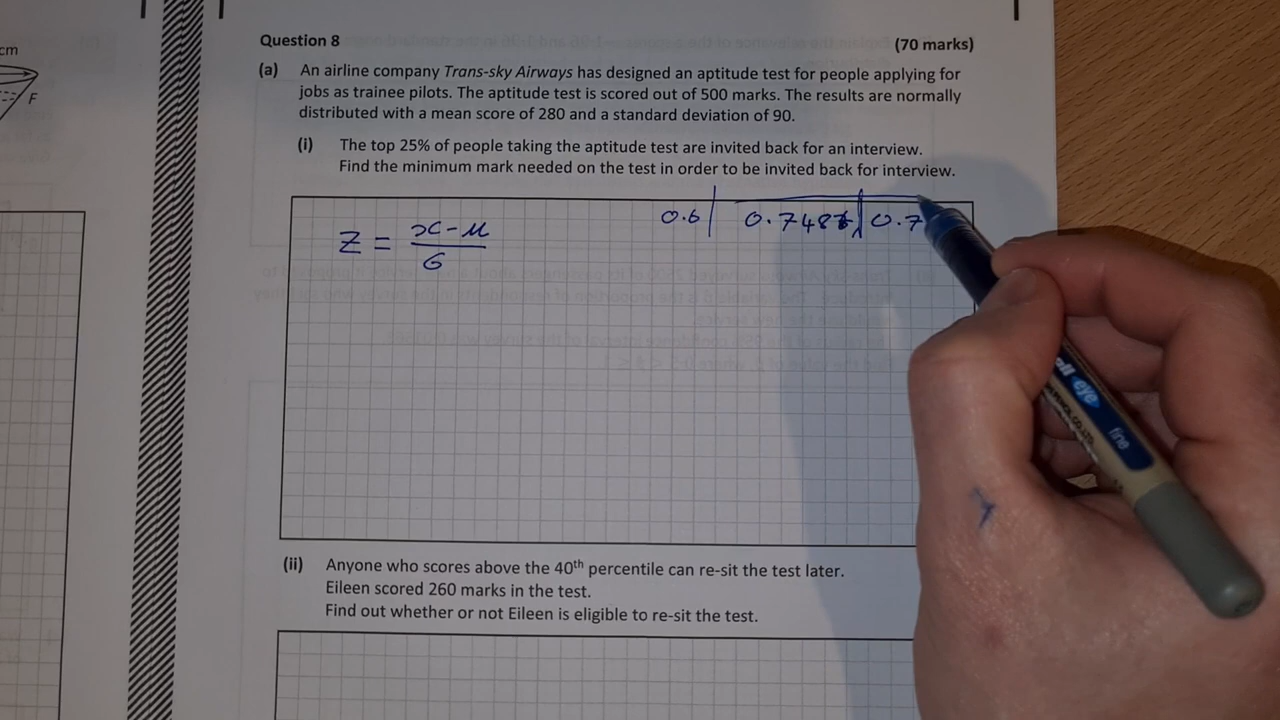 cm
F
Question 8 (70 marks)
(a) An airline company Trans-sky Airways has designed an aptitude test for people applying for
jobs as trainee pilots. The aptitude test is scored out of 500 marks. The results are normally
distributed with a mean score of 280 and a standard deviation of 90.
(i) The top 25% of people taking the aptitude test are invited back for an interview.
Find the minimum mark needed on the test in order to be invited back for interview.
0.6 | 0.7486 | 0.7
Z = x-μ
σ
eye
fine
(ii) Anyone who scores above the 40th percentile can re-sit the test later.
Eileen scored 260 marks in the test.
Find out whether or not Eileen is eligible to re-sit the test.